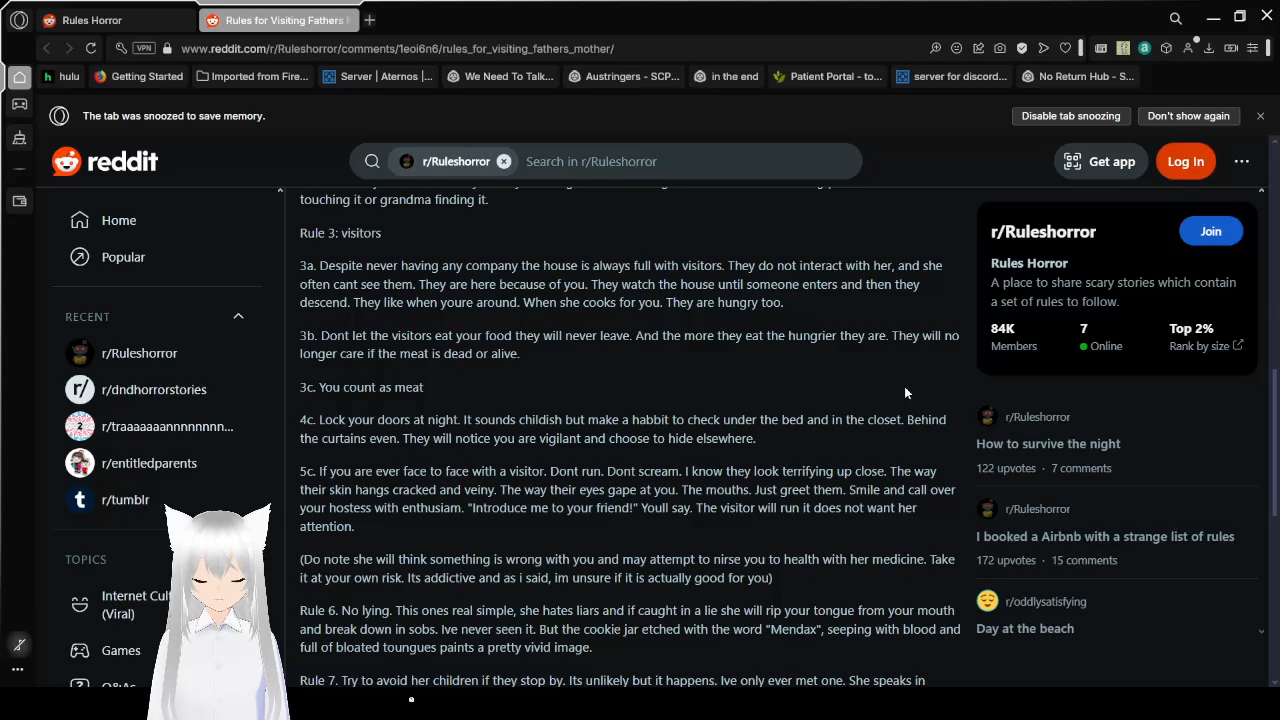 Rules Horror
Rules for Visiting Fathers
VPN
www.reddit.com/r/Ruleshorror/comments/1eoi6n6/rules_for_visiting_fathers_mother/
h hulu
Getting Started
Imported from Fire...
Server | Aternos |...
We Need To Talk...
Austringers - SCP...
in the end
Patient Portal - to...
server for discord...
No Return Hub - S...
The tab was snoozed to save memory.
Disable tab snoozing
Don't show again
reddit
r/Ruleshorror
Search in r/Ruleshorror
Get app
Log In
Home
Popular
RECENT
r/Ruleshorror
r/dndhorrorstories
r/traaaaaaannnnnnnnn...
r/entitledparents
r/tumblr
TOPICS
Internet Cul
(Viral)
Games
touching it or grandma finding it.
Rule 3: visitors
3a. Despite never having any company the house is always full with visitors. They do not interact with her, and she
often cant see them. They are here because of you. They watch the house until someone enters and then they
descend. They like when youre around. When she cooks for you. They are hungry too.
3b. Dont let the visitors eat your food they will never leave. And the more they eat the hungrier they are. They will no
longer care if the meat is dead or alive.
3c. You count as meat
4c. Lock your doors at night. It sounds childish but make a habbit to check under the bed and in the closet. Behind
the curtains even. They will notice you are vigilant and choose to hide elsewhere.
5c. If you are ever face to face with a visitor. Dont run. Dont scream. I know they look terrifying up close. The way
their skin hangs cracked and veiny. The way their eyes gape at you. The mouths. Just greet them. Smile and call over
your hostess with enthusiam. "Introduce me to your friend!" Youll say. The visitor will run it does not want her
attention.
(Do note she will think something is wrong with you and may attempt to nirse you to health with her medicine. Take
it at your own risk. Its addictive and as i said, im unsure if it is actually good for you)
Rule 6. No lying. This ones real simple, she hates liars and if caught in a lie she will rip your tongue from your mouth
and break down in sobs. Ive never seen it. But the cookie jar etched with the word "Mendax", seeping with blood and
full of bloated toungues paints a pretty vivid image.
Rule 7. Try to avoid her children if they stop by. Its unlikely but it happens. Ive only ever met one. She speaks in
r/Ruleshorror
Join
Rules Horror
A place to share scary stories which contain
a set of rules to follow.
84K
7
Top 2%
Members
Online
Rank by size
r/Ruleshorror
How to survive the night
122 upvotes · 7 comments
r/Ruleshorror
I booked a Airbnb with a strange list of rules
172 upvotes · 15 comments
r/oddlysatisfying
Day at the beach